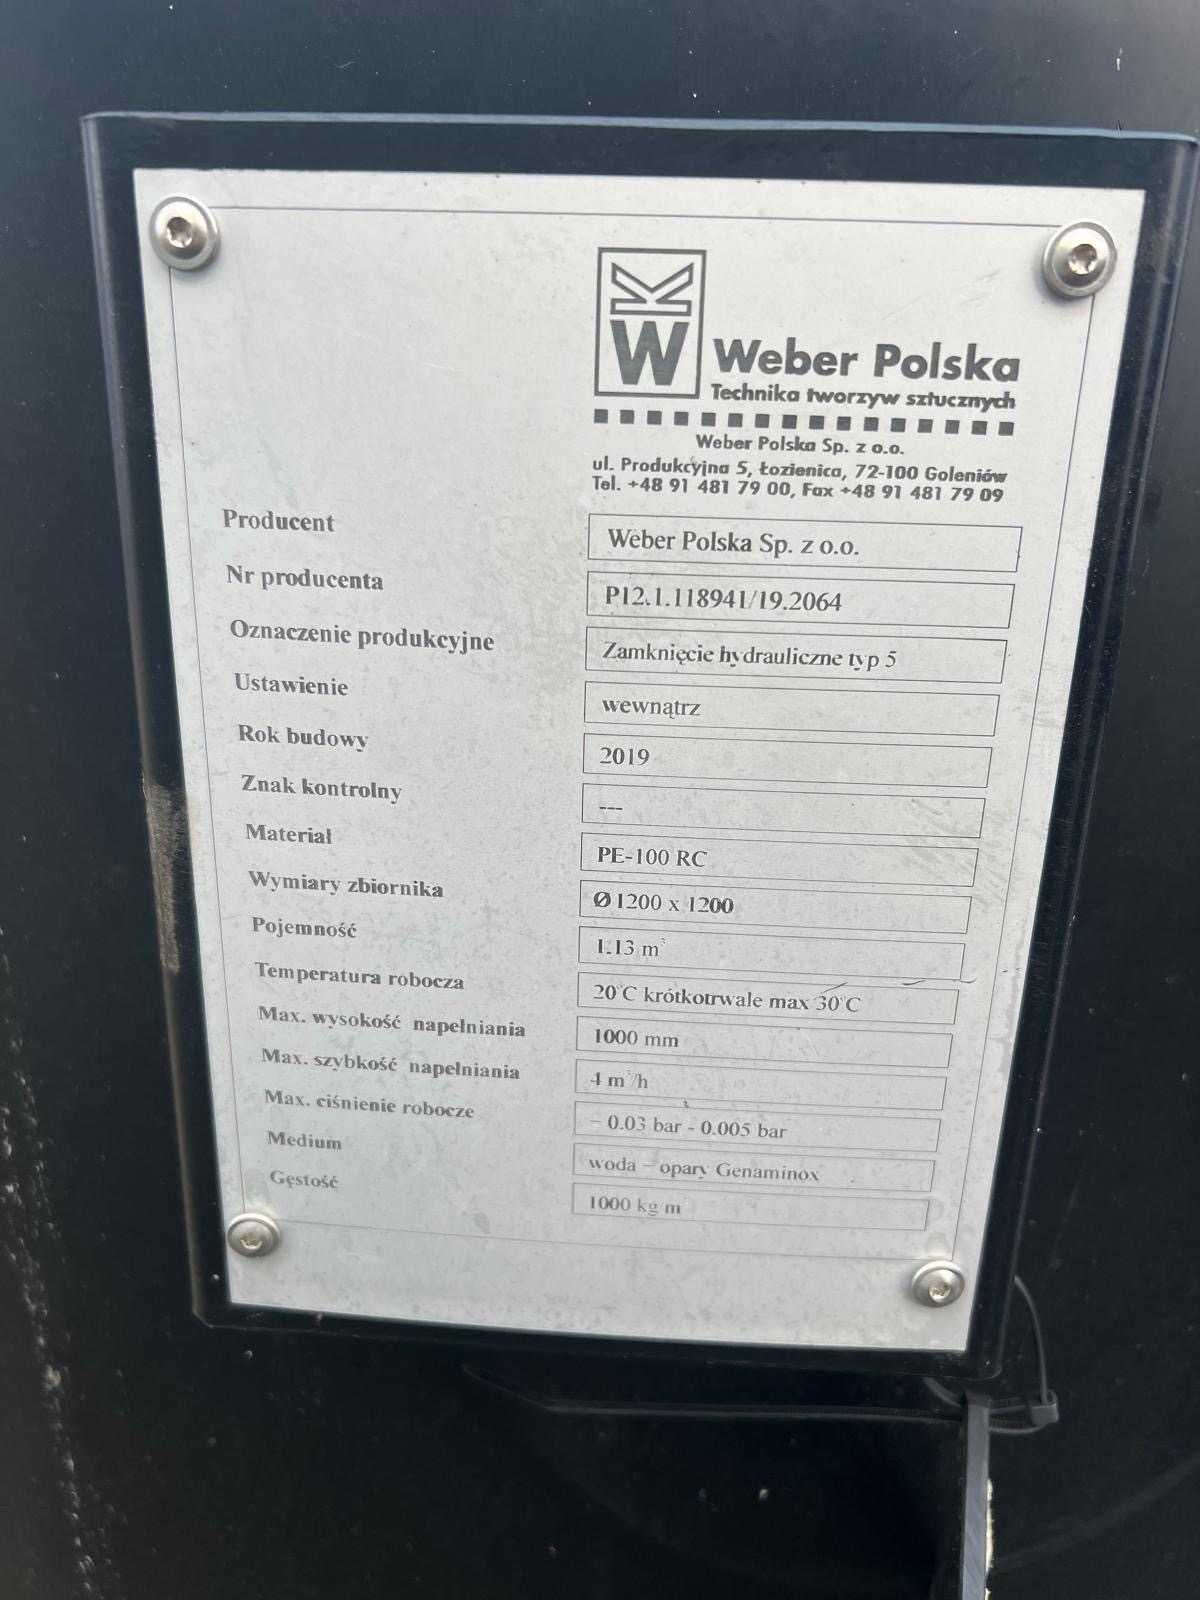 W
Weber Polska
Technika tworzyw sztucznych
Weber Polska Sp. z o.o.
ul. Produkcyjna 5, Łozienica, 72-100 Goleniów
Tel. +48 91 481 79 00, Fax +48 91 481 79 09
Producent Weber Polska Sp. z o.o.
Nr producenta P12.1.118941/19.2064
Oznaczenie produkcyjne Zamknięcie hydrauliczne typ 5
Ustawienie wewnątrz
Rok budowy 2019
Znak kontrolny ---
Materiał PE-100 RC
Wymiary zbiornika Ø 1200 x 1200
Pojemność 1.13 m³
Temperatura robocza 20°C krótkotrwale max 30°C
Max. wysokość napełniania 1000 mm
Max. szybkość napełniania 4 m³/h
Max. ciśnienie robocze – 0.03 bar - 0.005 bar
Medium woda – opary Genaminox
Gęstość 1000 kg/m